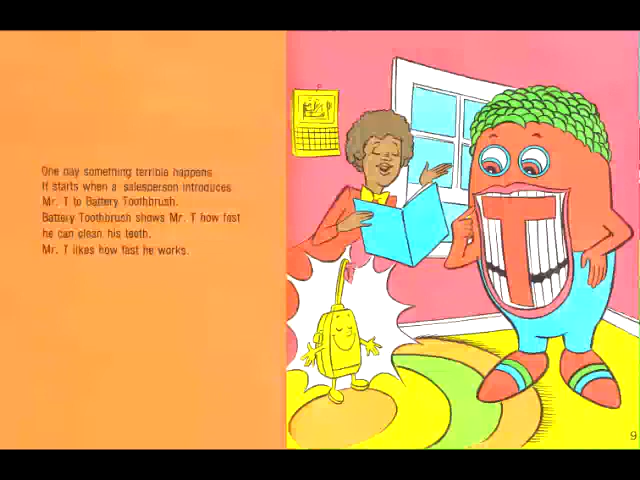 One day something terrible happens
It starts when a salesperson introduces
Mr. T to Battery Toothbrush.
Battery Toothbrush shows Mr. T how fast
he can clean his teeth.
Mr. T likes how fast he works.
T
9